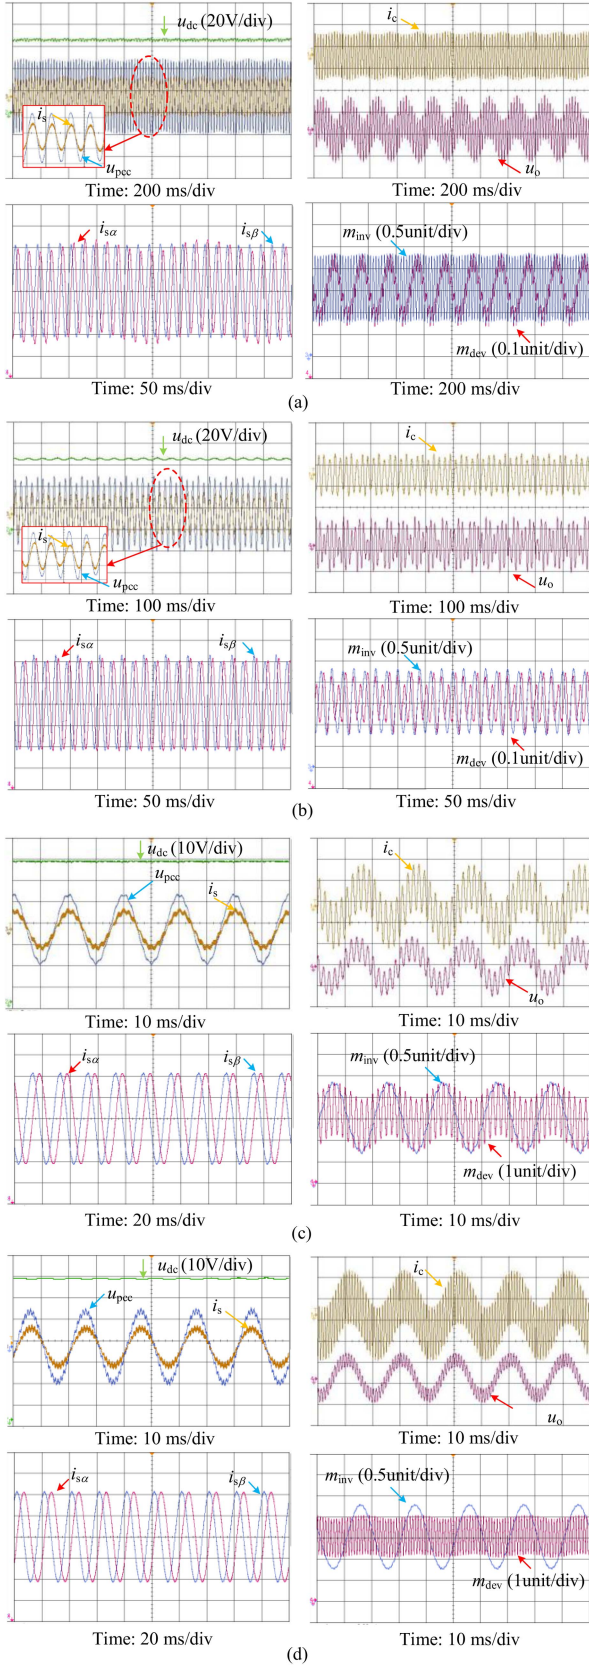 u_dc (20V/div)
i_s
u_pcc
Time: 200 ms/div
i_c
u_o
Time: 200 ms/div
i_sα
i_sβ
Time: 50 ms/div
m_inv (0.5unit/div)
m_dev (0.1unit/div)
Time: 200 ms/div
(a)
u_dc (20V/div)
i_s
u_pcc
Time: 100 ms/div
i_c
u_o
Time: 100 ms/div
i_sα
i_sβ
Time: 50 ms/div
m_inv (0.5unit/div)
m_dev (0.1unit/div)
Time: 50 ms/div
(b)
u_dc (10V/div)
u_pcc
i_s
Time: 10 ms/div
i_c
u_o
Time: 10 ms/div
i_sα
i_sβ
Time: 20 ms/div
m_inv (0.5unit/div)
m_dev (1unit/div)
Time: 10 ms/div
(c)
u_dc (10V/div)
u_pcc
i_s
Time: 10 ms/div
i_c
u_o
Time: 10 ms/div
i_sα
i_sβ
Time: 20 ms/div
m_inv (0.5unit/div)
m_dev (1unit/div)
Time: 10 ms/div
(d)